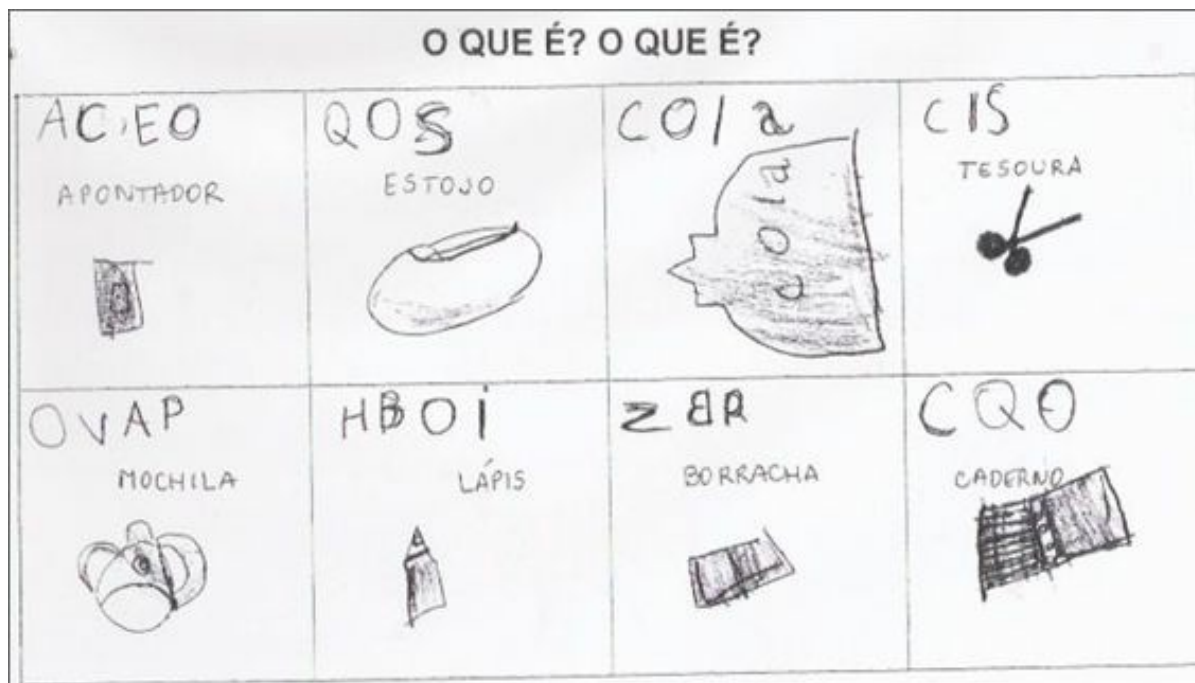 O QUE É? O QUE É?
AC,EO
APONTADOR
QOS
ESTOJO
COla
cola
CIS
TESOURA
OVAP
MOCHILA
HBOi
LÁPIS
ZBR
BORRACHA
CQO
CADERNO